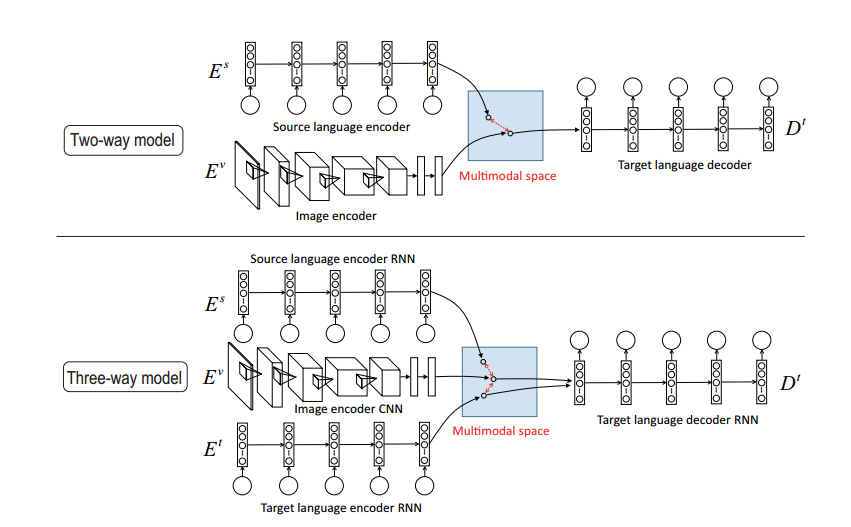 E^s
Source language encoder
Two-way model
E^v
Image encoder
Multimodal space
Target language decoder
D^t
Source language encoder RNN
E^s
Three-way model
E^v
Image encoder CNN
Multimodal space
D^t
Target language decoder RNN
E^t
Target language encoder RNN